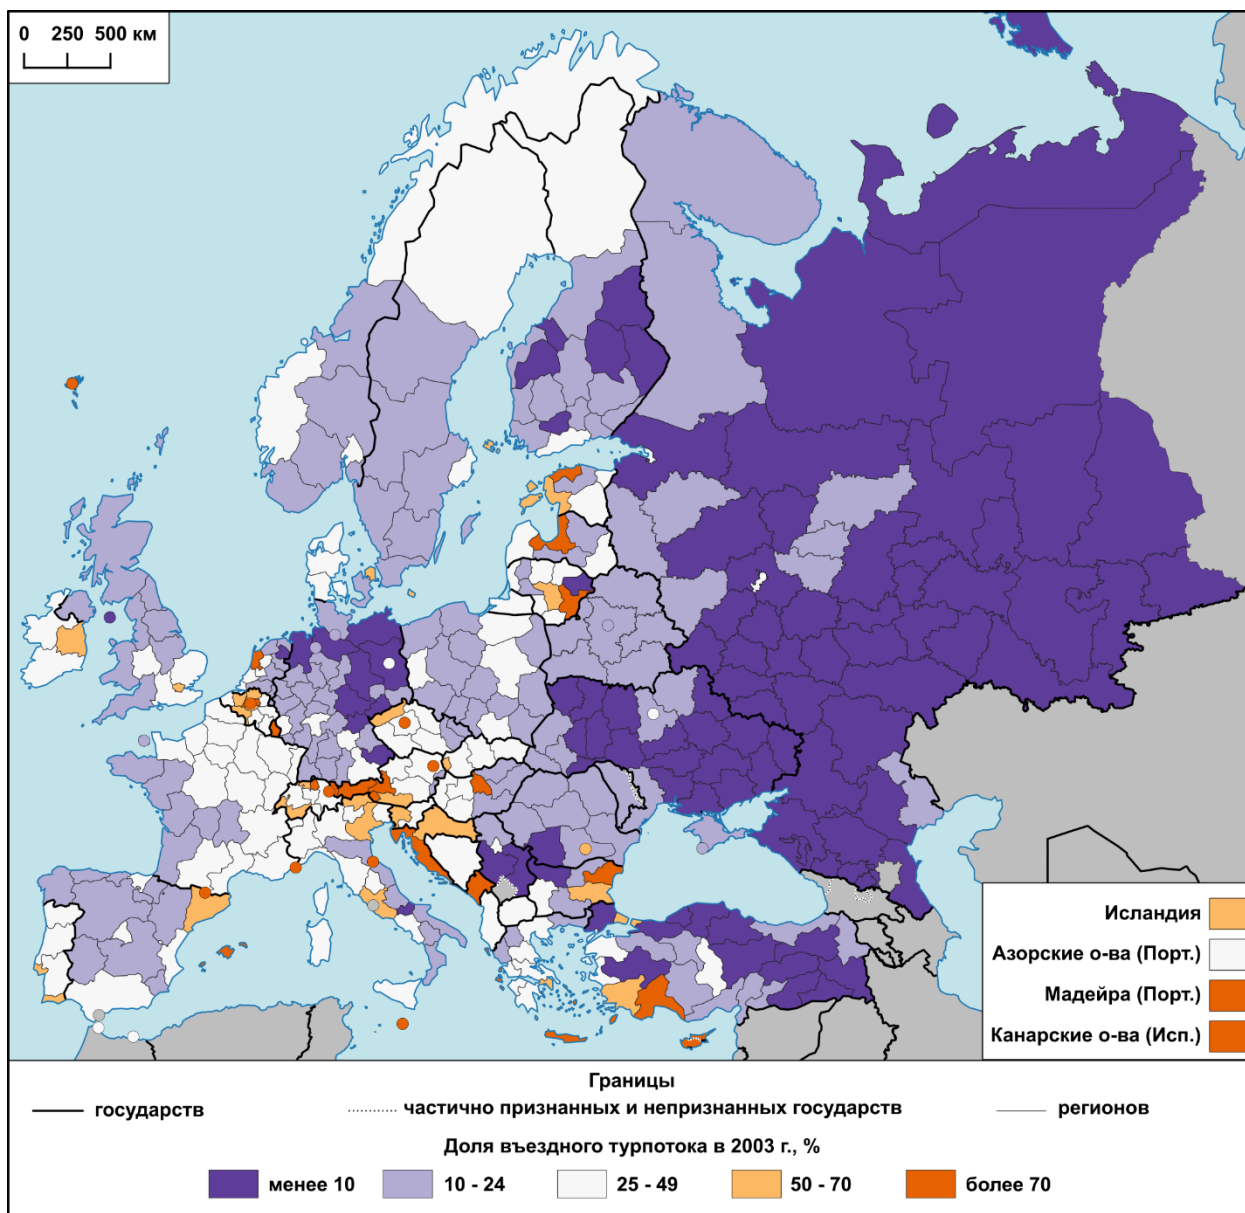 0 250 500 км
Исландия
Азорские о-ва (Порт.)
Мадейра (Порт.)
Канарские о-ва (Исп.)
Границы
государств частично признанных и непризнанных государств регионов
Доля въездного турпотока в 2003 г., %
менее 10 10 - 24 25 - 49 50 - 70 более 70